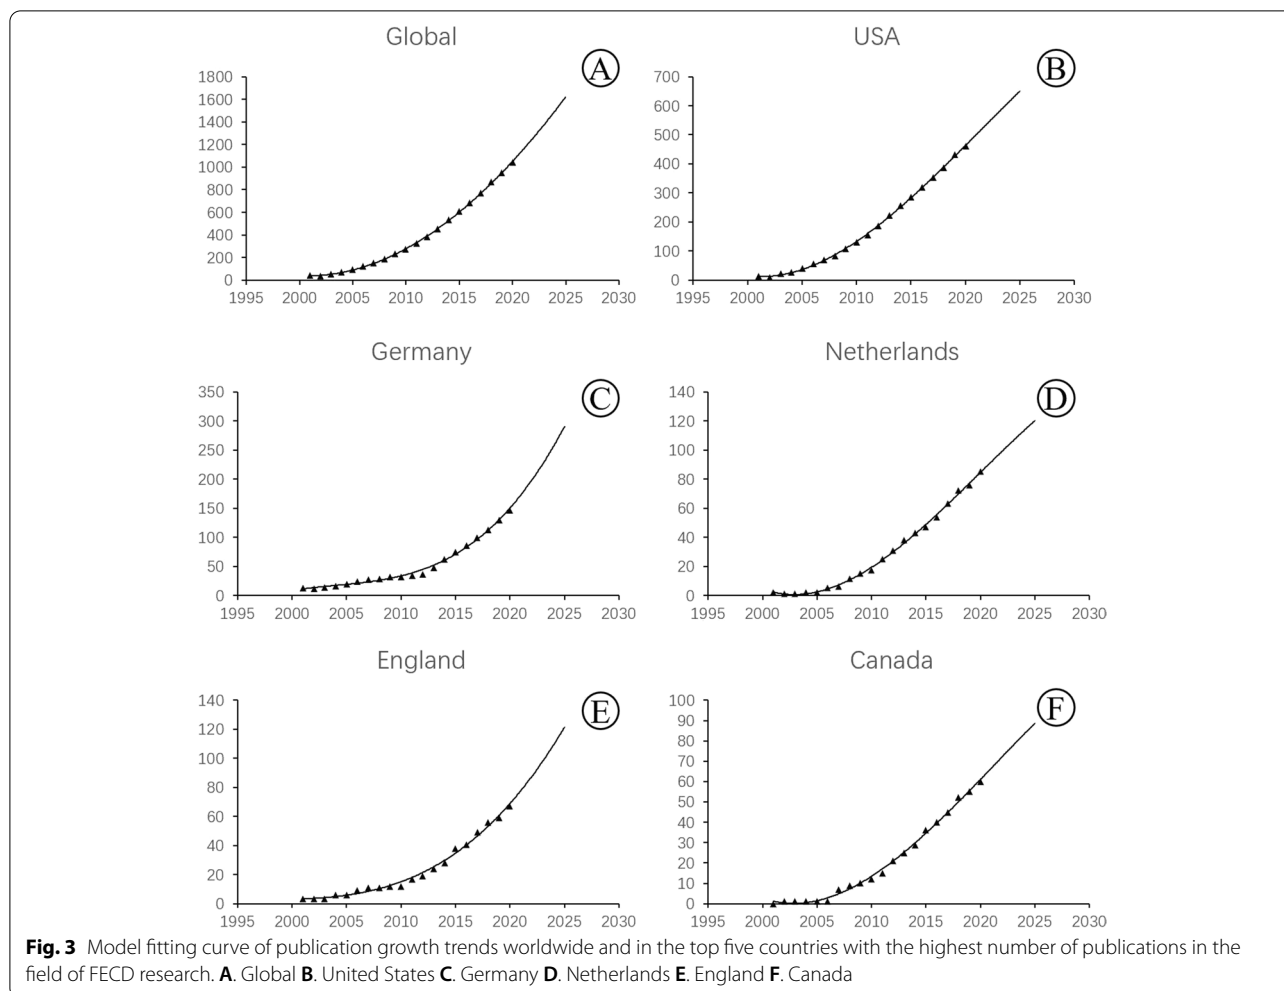 Global
A
1800
1600
1400
1200
1000
800
600
400
200
0
1995 2000 2005 2010 2015 2020 2025 2030
USA
B
700
600
500
400
300
200
100
0
1995 2000 2005 2010 2015 2020 2025 2030
Germany
C
350
300
250
200
150
100
50
0
1995 2000 2005 2010 2015 2020 2025 2030
Netherlands
D
140
120
100
80
60
40
20
0
1995 2000 2005 2010 2015 2020 2025 2030
England
E
140
120
100
80
60
40
20
0
1995 2000 2005 2010 2015 2020 2025 2030
Canada
F
100
90
80
70
60
50
40
30
20
10
0
1995 2000 2005 2010 2015 2020 2025 2030
Fig. 3 Model fitting curve of publication growth trends worldwide and in the top five countries with the highest number of publications in the
field of FECD research. A. Global B. United States C. Germany D. Netherlands E. England F. Canada